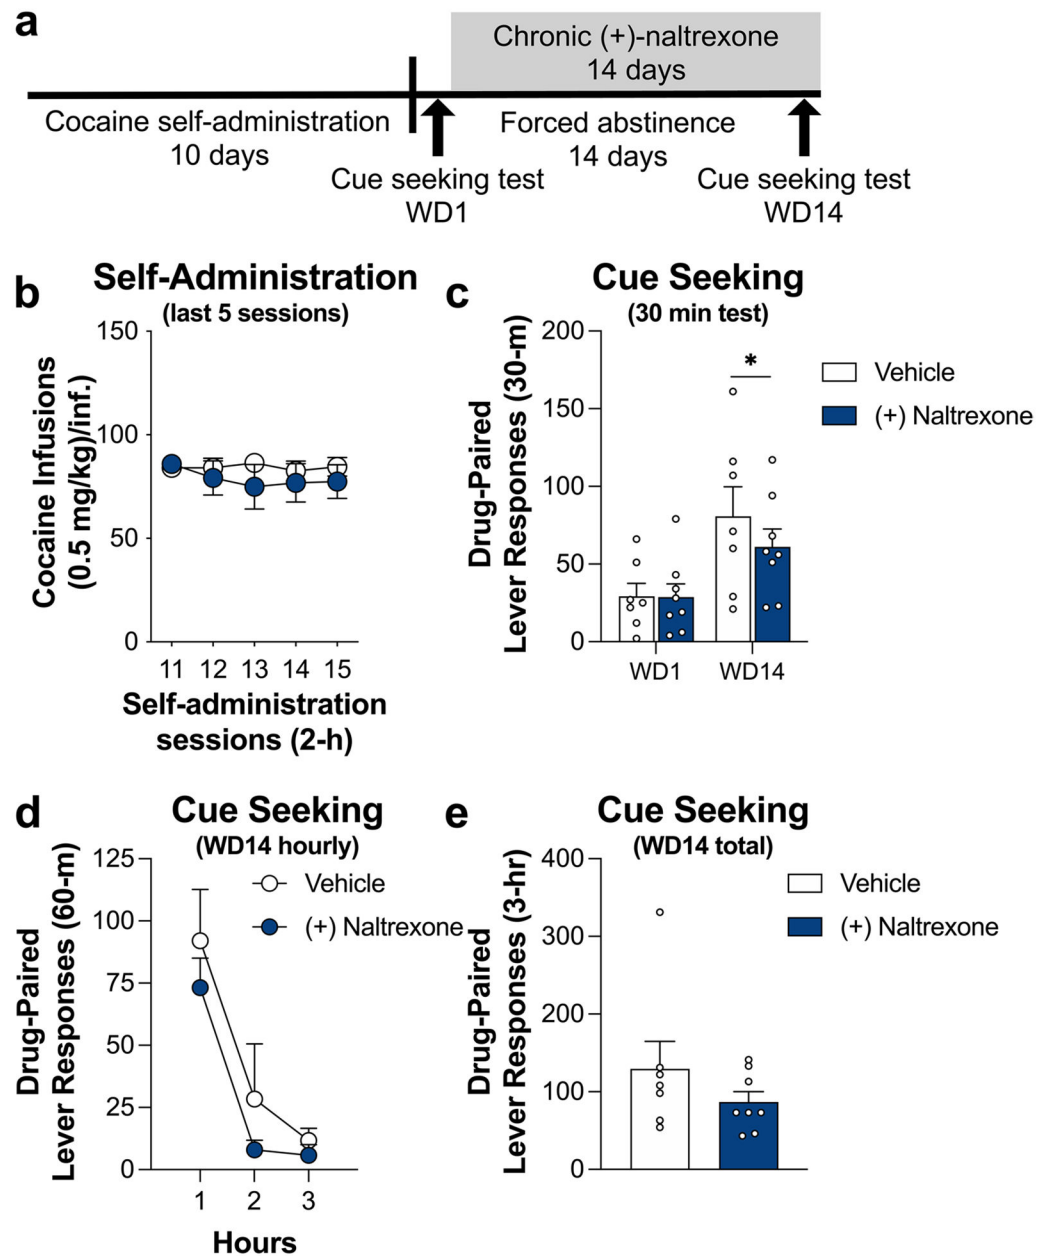 a
Chronic (+)-naltrexone
14 days
Cocaine self-administration
10 days
Forced abstinence
14 days
Cue seeking test
WD1
Cue seeking test
WD14
b
Self-Administration
(last 5 sessions)
Cocaine Infusions
(0.5 mg/kg)/inf.)
150
100
50
0
11 12 13 14 15
Self-administration
sessions (2-h)
c
Cue Seeking
(30 min test)
Drug-Paired
Lever Responses (30-m)
200
150
100
50
0
*
WD1 WD14
Vehicle
(+) Naltrexone
d
Cue Seeking
(WD14 hourly)
Drug-Paired
Lever Responses (60-m)
125
100
75
50
25
0
Vehicle
(+) Naltrexone
1 2 3
Hours
e
Cue Seeking
(WD14 total)
Drug-Paired
Lever Responses (3-hr)
400
300
200
100
0
Vehicle
(+) Naltrexone